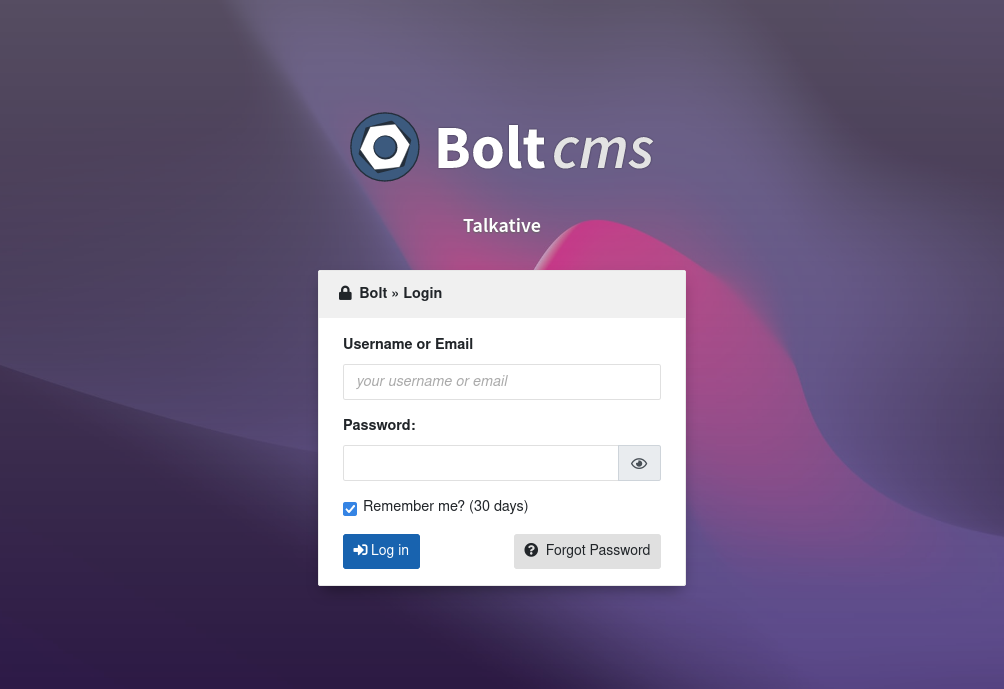 Bolt cms
Talkative
Bolt » Login
Username or Email
your username or email
Password:
Remember me? (30 days)
Log in
Forgot Password